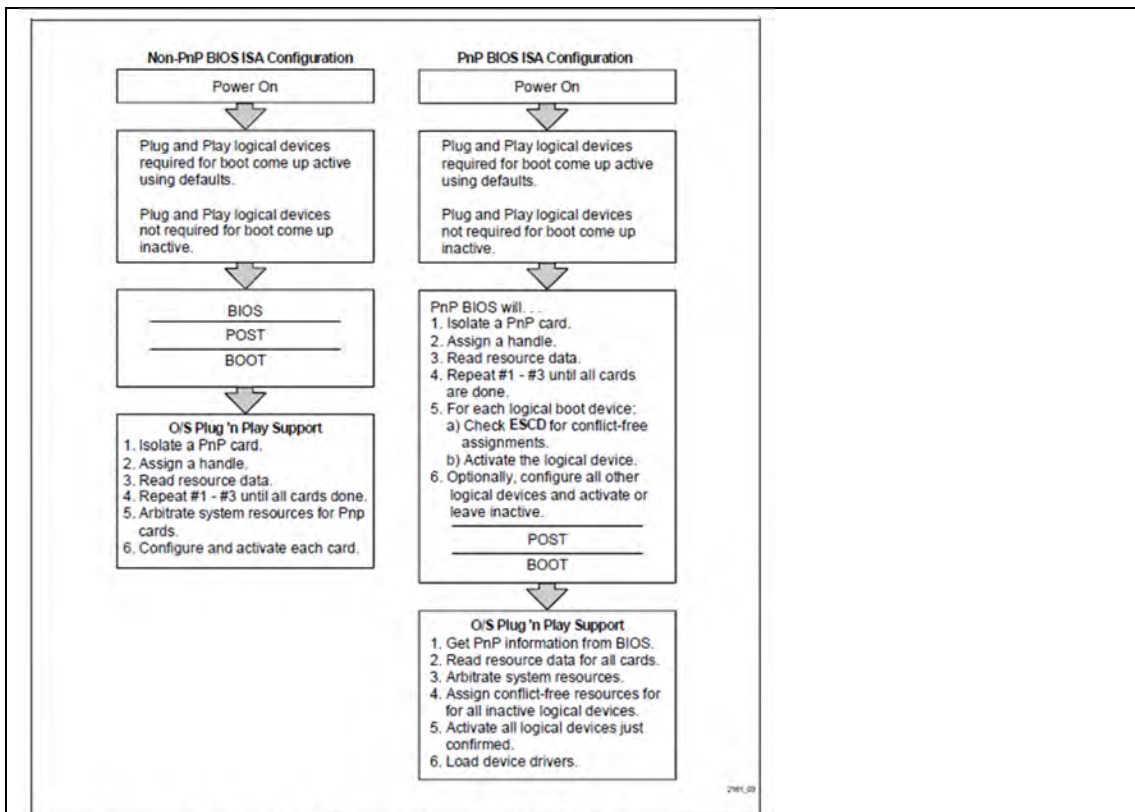 Non-PnP BIOS ISA Configuration
Power On
Plug and Play logical devices
required for boot come up active
using defaults.
Plug and Play logical devices
not required for boot come up
inactive.
BIOS
POST
BOOT
O/S Plug 'n Play Support
1. Isolate a PnP card.
2. Assign a handle.
3. Read resource data.
4. Repeat #1 - #3 until all cards done.
5. Arbitrate system resources for Pnp
cards.
6. Configure and activate each card.
PnP BIOS ISA Configuration
Power On
Plug and Play logical devices
required for boot come up active
using defaults.
Plug and Play logical devices
not required for boot come up
inactive.
PnP BIOS will. . .
1. Isolate a PnP card.
2. Assign a handle.
3. Read resource data.
4. Repeat #1 - #3 until all cards
are done.
5. For each logical boot device:
a) Check ESCD for conflict-free
assignments.
b) Activate the logical device.
6. Optionally, configure all other
logical devices and activate or
leave inactive.
POST
BOOT
O/S Plug 'n Play Support
1. Get PnP information from BIOS.
2. Read resource data for all cards.
3. Arbitrate system resources.
4. Assign conflict-free resources for
for all inactive logical devices.
5. Activate all logical devices just
confirmed.
6. Load device drivers.